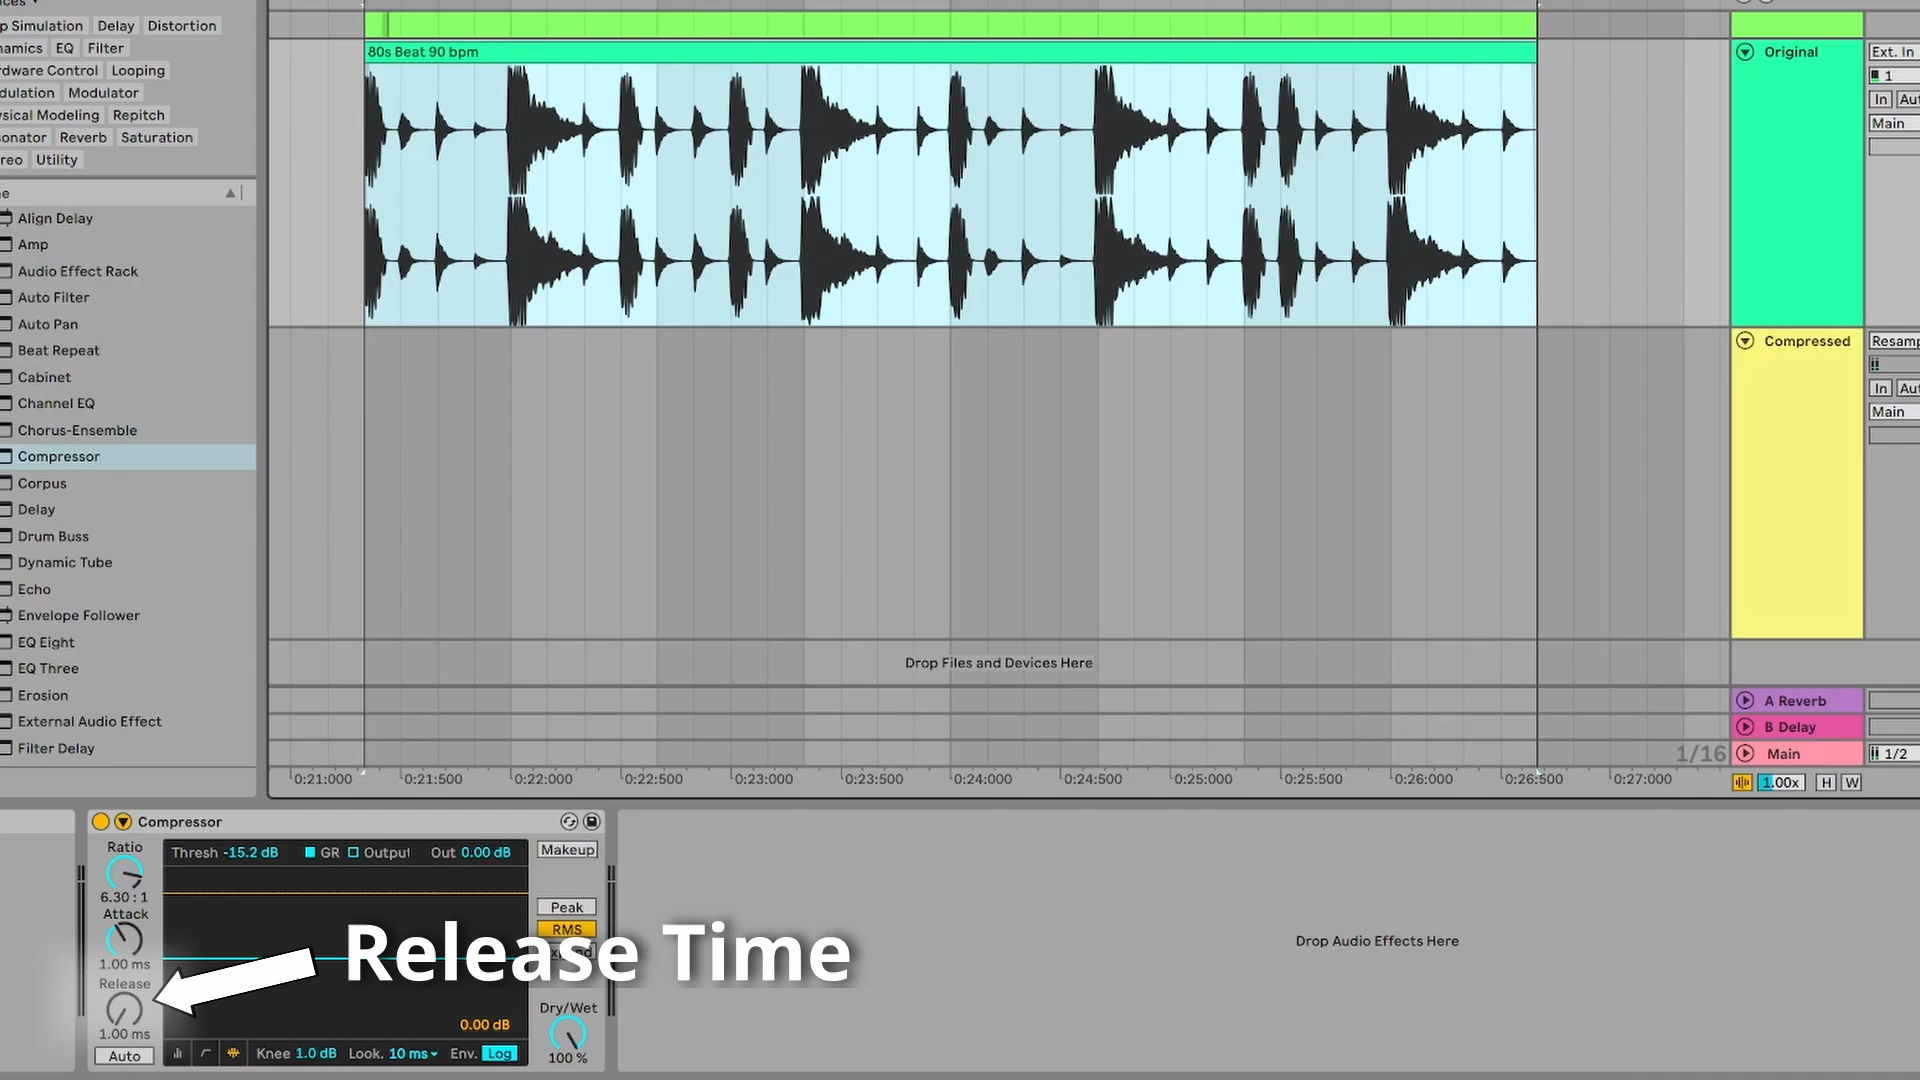 p Simulation Delay Distortion
namics EQ Filter
rdware Control Looping
dulation Modulator
ysical Modeling Repitch
sonator Reverb Saturation
reo Utility
e
Align Delay
Amp
Audio Effect Rack
Auto Filter
Auto Pan
Beat Repeat
Cabinet
Channel EQ
Chorus-Ensemble
Compressor
Corpus
Delay
Drum Buss
Dynamic Tube
Echo
Envelope Follower
EQ Eight
EQ Three
Erosion
External Audio Effect
Filter Delay
80s Beat 90 bpm
Original
Ext. In
1
In Aut
Main
Compressed
Resamp
In Aut
Main
Drop Files and Devices Here
A Reverb
B Delay
1/16 Main 1/2
0:21:000 0:21:500 0:22:000 0:22:500 0:23:000 0:23:500 0:24:000 0:24:500 0:25:000 0:25:500 0:26:000 0:26:500 0:27:000
1.00x H W
Compressor
Ratio
6.30 : 1
Attack
1.00 ms
Release
1.00 ms
Auto
Thresh -15.2 dB GR Output Out 0.00 dB
Makeup
Peak
RMS
Release Time
0.00 dB
Knee 1.0 dB Look. 10 ms Env. Log
Dry/Wet
100 %
Drop Audio Effects Here